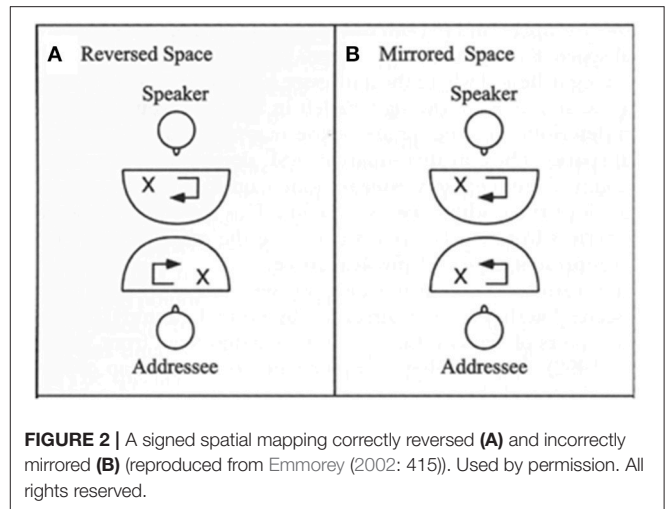 A Reversed Space
Speaker
X
X
Addressee
B Mirrored Space
Speaker
X
X
Addressee
FIGURE 2 | A signed spatial mapping correctly reversed (A) and incorrectly
mirrored (B) (reproduced from Emmorey (2002: 415)). Used by permission. All
rights reserved.